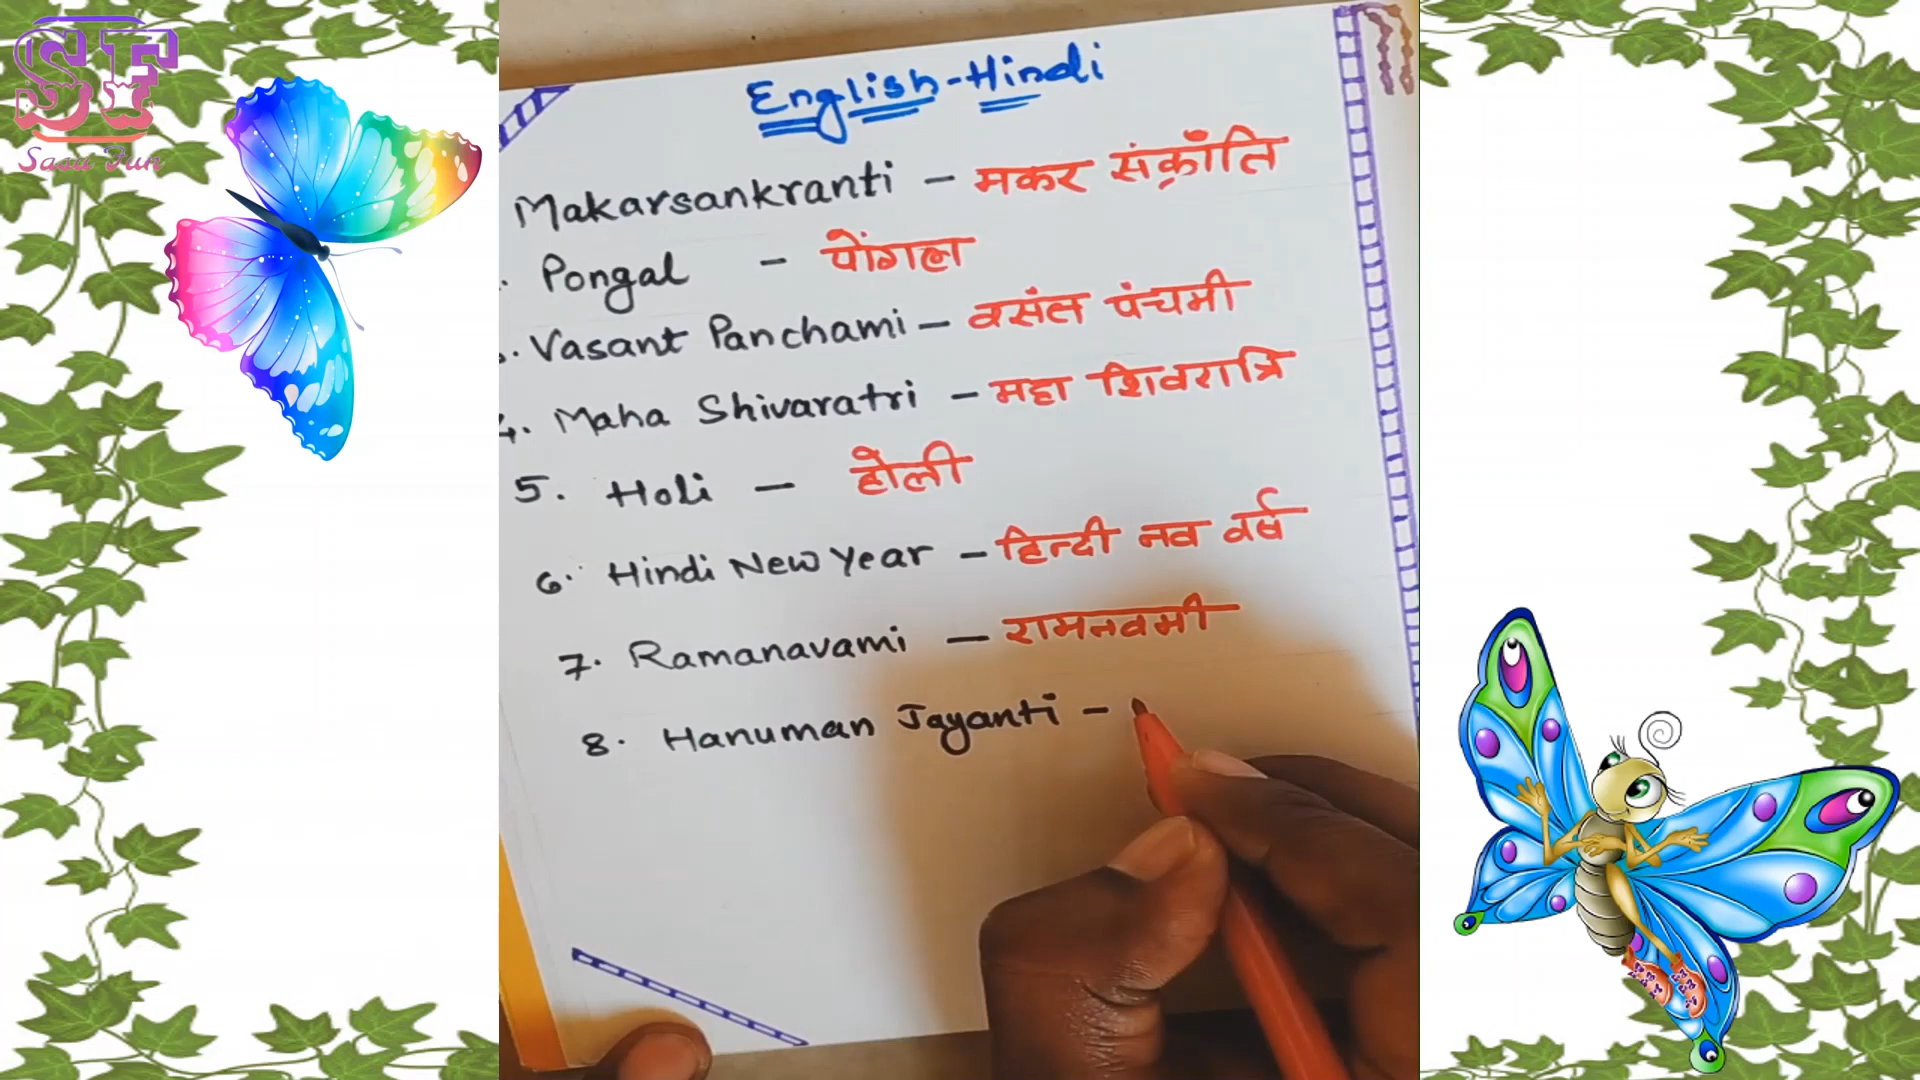 SF
English-Hindi
Makarsankranti - मकर संक्राँति
. Pongal - पोंगल
. Vasant Panchami - वसंत पंचमी
4. Maha Shivaratri - महा शिवरात्रि
5. Holi - होली
6. Hindi New Year - हिन्दी नव वर्ष
7. Ramanavami - रामनवमी
8. Hanuman Jayanti -